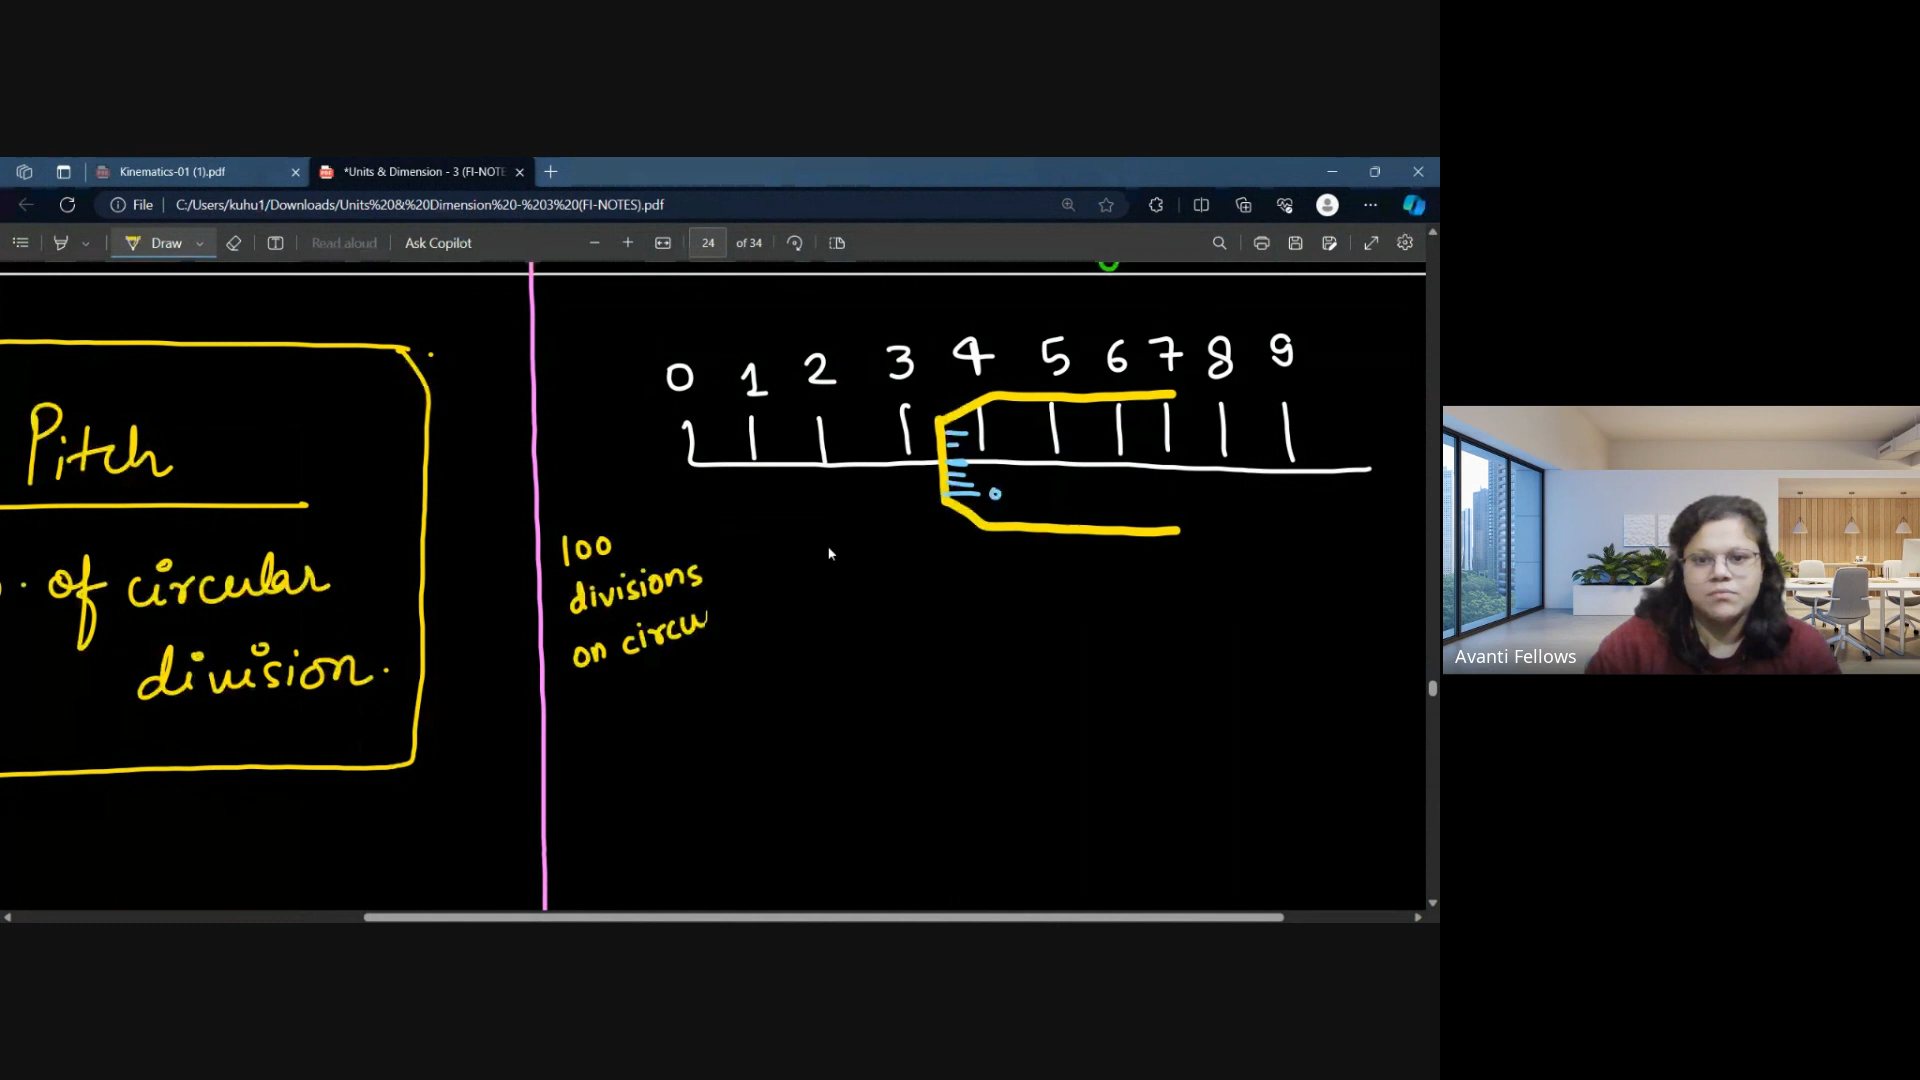 Kinematics-01 (1).pdf
*Units & Dimension - 3 (FI-NOTE
File
C:/Users/kuhu1/Downloads/Units%20&%20Dimension%20-%203%20(FI-NOTES).pdf
Draw
Read aloud
Ask Copilot
24 of 34
Pitch
. of circular
division.
0 1 2 3 4 5 6 7 8 9
0
100
divisions
on circu
Avanti Fellows